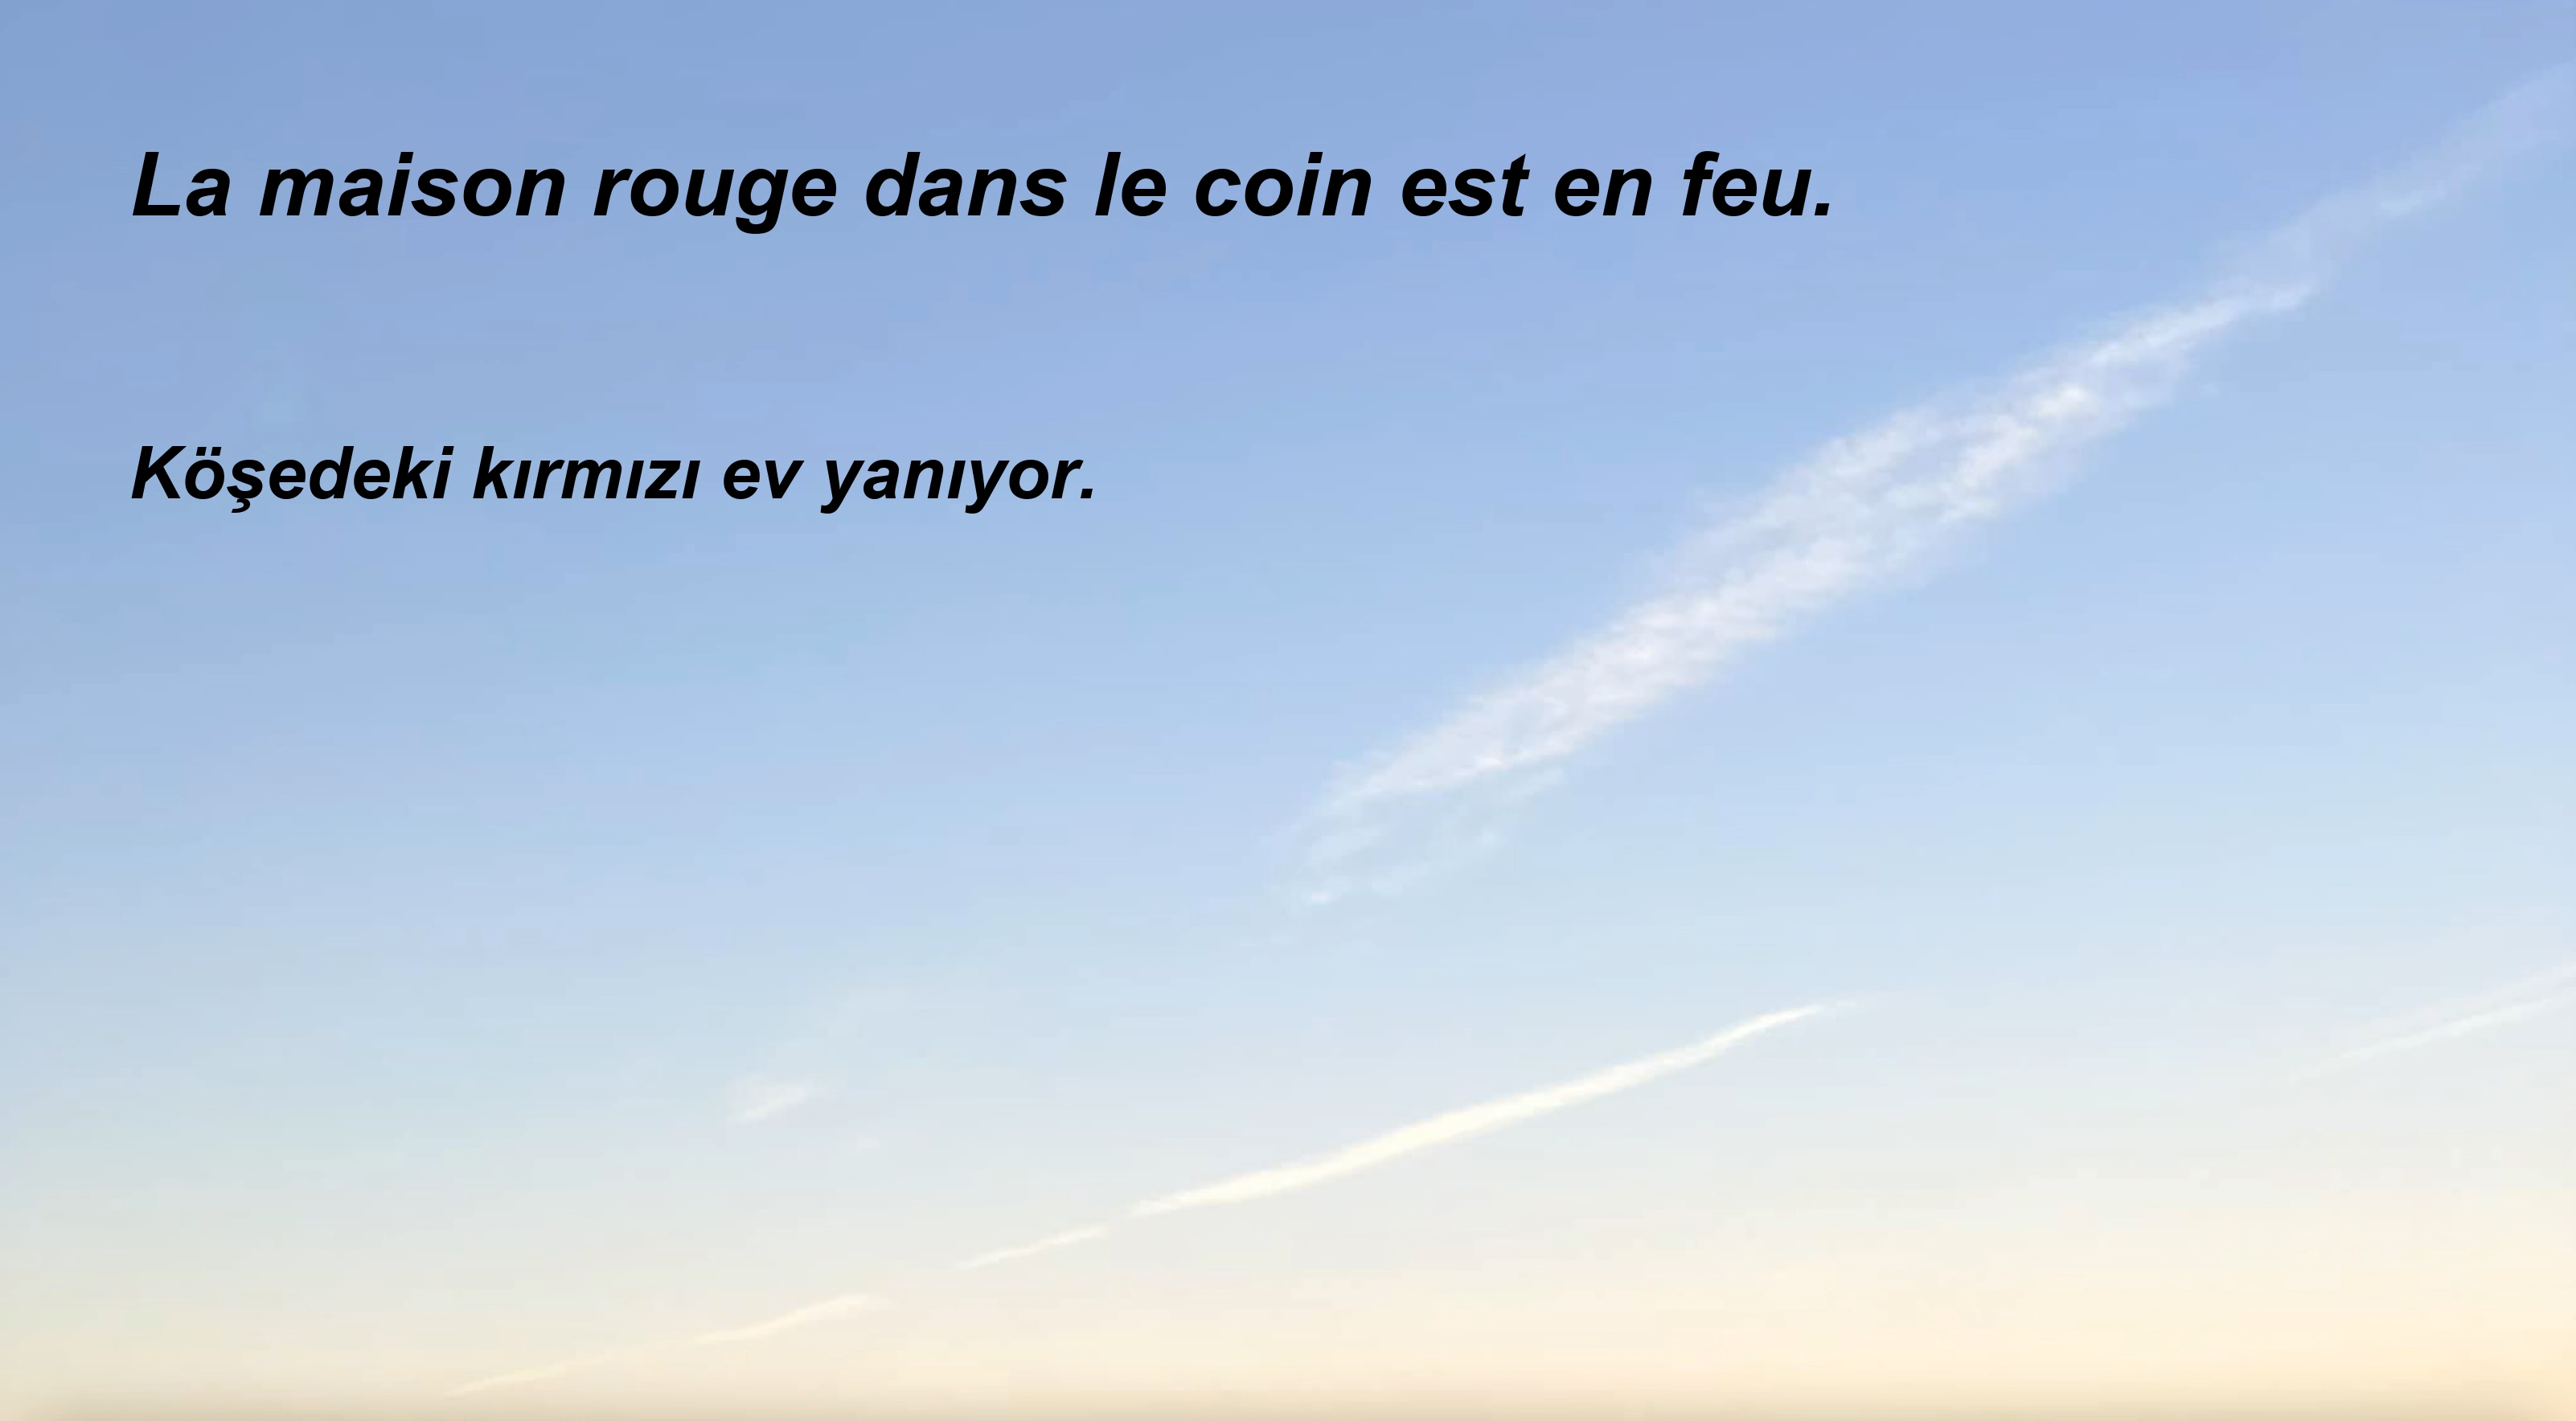 La maison rouge dans le coin est en feu.
Köşedeki kırmızı ev yanıyor.